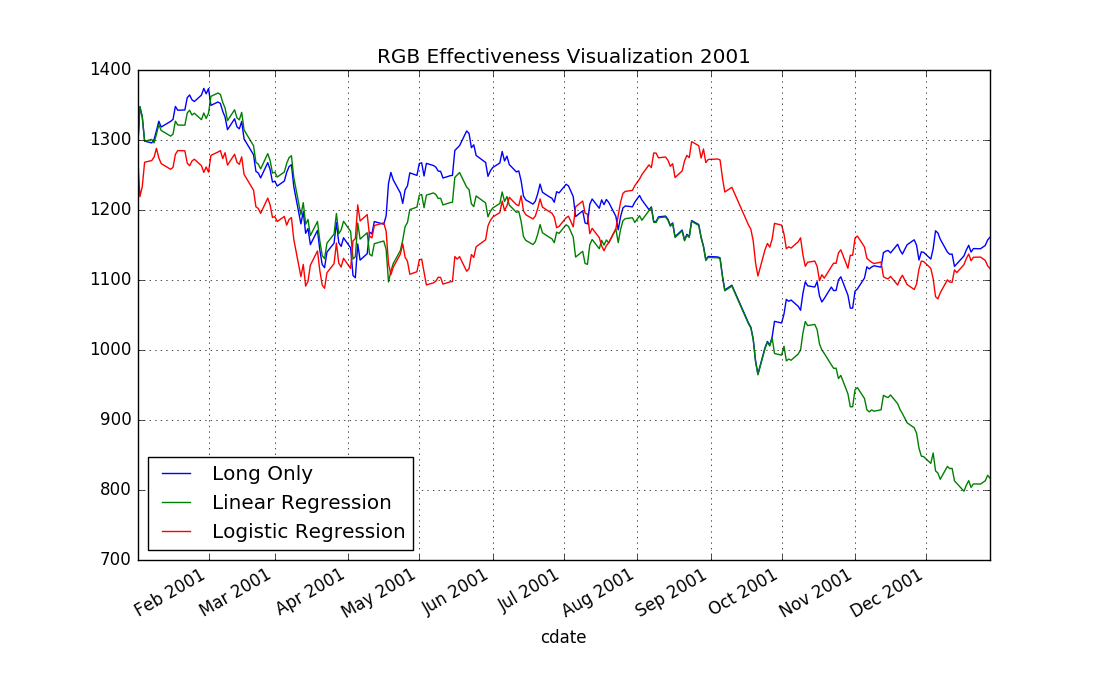 RGB Effectiveness Visualization 2001
1400
1300
1200
1100
1000
900
800
700
Long Only
Linear Regression
Logistic Regression
Feb 2001
Mar 2001
Apr 2001
May 2001
Jun 2001
Jul 2001
Aug 2001
Sep 2001
Oct 2001
Nov 2001
Dec 2001
cdate